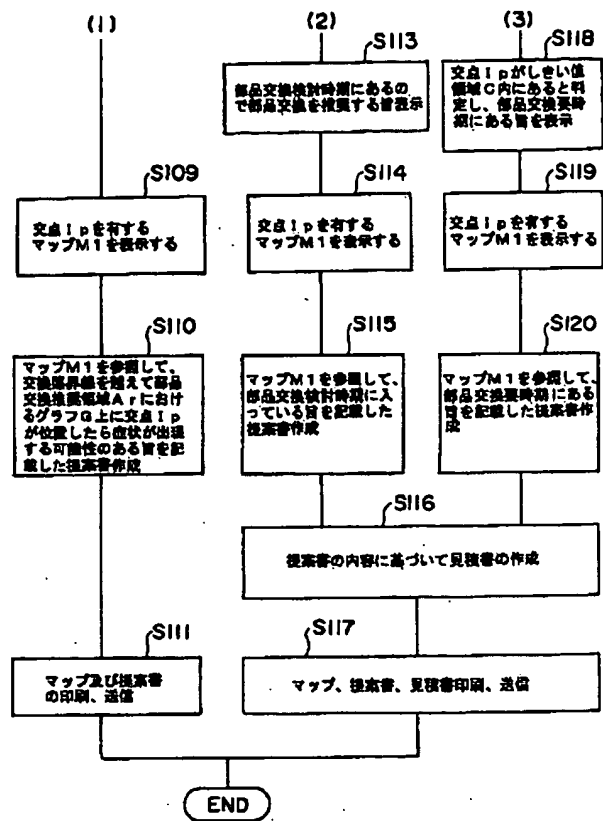 (1)
(2)
(3)
S113
部品交換検討時期にあるの
で部品交換を推奨する旨表示
S118
交点Ipがしきい値
領域C内にあると判
定し、部品交換要時
期にある旨を表示
S109
交点Ipを有する
マップM1を表示する
S114
交点Ipを有する
マップM1を表示する
S119
交点Ipを有する
マップM1を表示する
S110
マップM1を参照して、
交換限界線を越えて部品
交換推奨領域Arにおけ
るグラフG上に交点Ip
が位置したら症状が出現
する可能性のある旨を記
載した提案書作成
S115
マップM1を参照して、
部品交換検討時期に入
っている旨を記載した
提案書作成
S120
マップM1を参照して、
部品交換要時期にある
旨を記載した提案書作
成
S116
提案書の内容に基づいて見積書の作成
S111
マップ及び提案書
の印刷、送信
S117
マップ、提案書、見積書印刷、送信
END